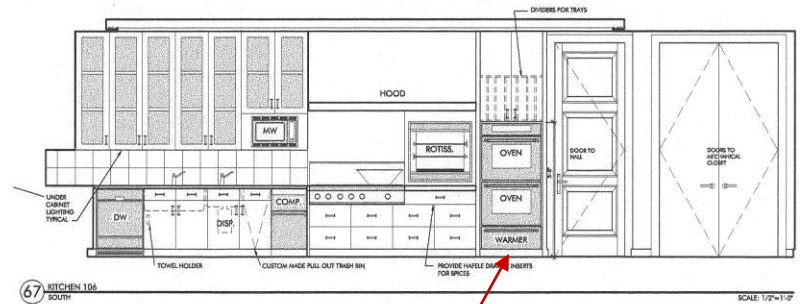 DIVIDERS FOR TRAYS
HOOD
MW
ROTISS.
OVEN
DOOR TO
HALL
DOORS TO
MECHANICAL
CLOSET
5'-8"
UNDER
CABINET
LIGHTING
TYPICAL
DW
DISP.
COMP.
OVEN
WARMER
TOWEL HOLDER
CUSTOM MADE PULL OUT TRASH BIN
PROVIDE HAFELE DRAWER INSERTS
FOR SPICES
67 KITCHEN 106
SOUTH
SCALE: 1/2"=1'-0"